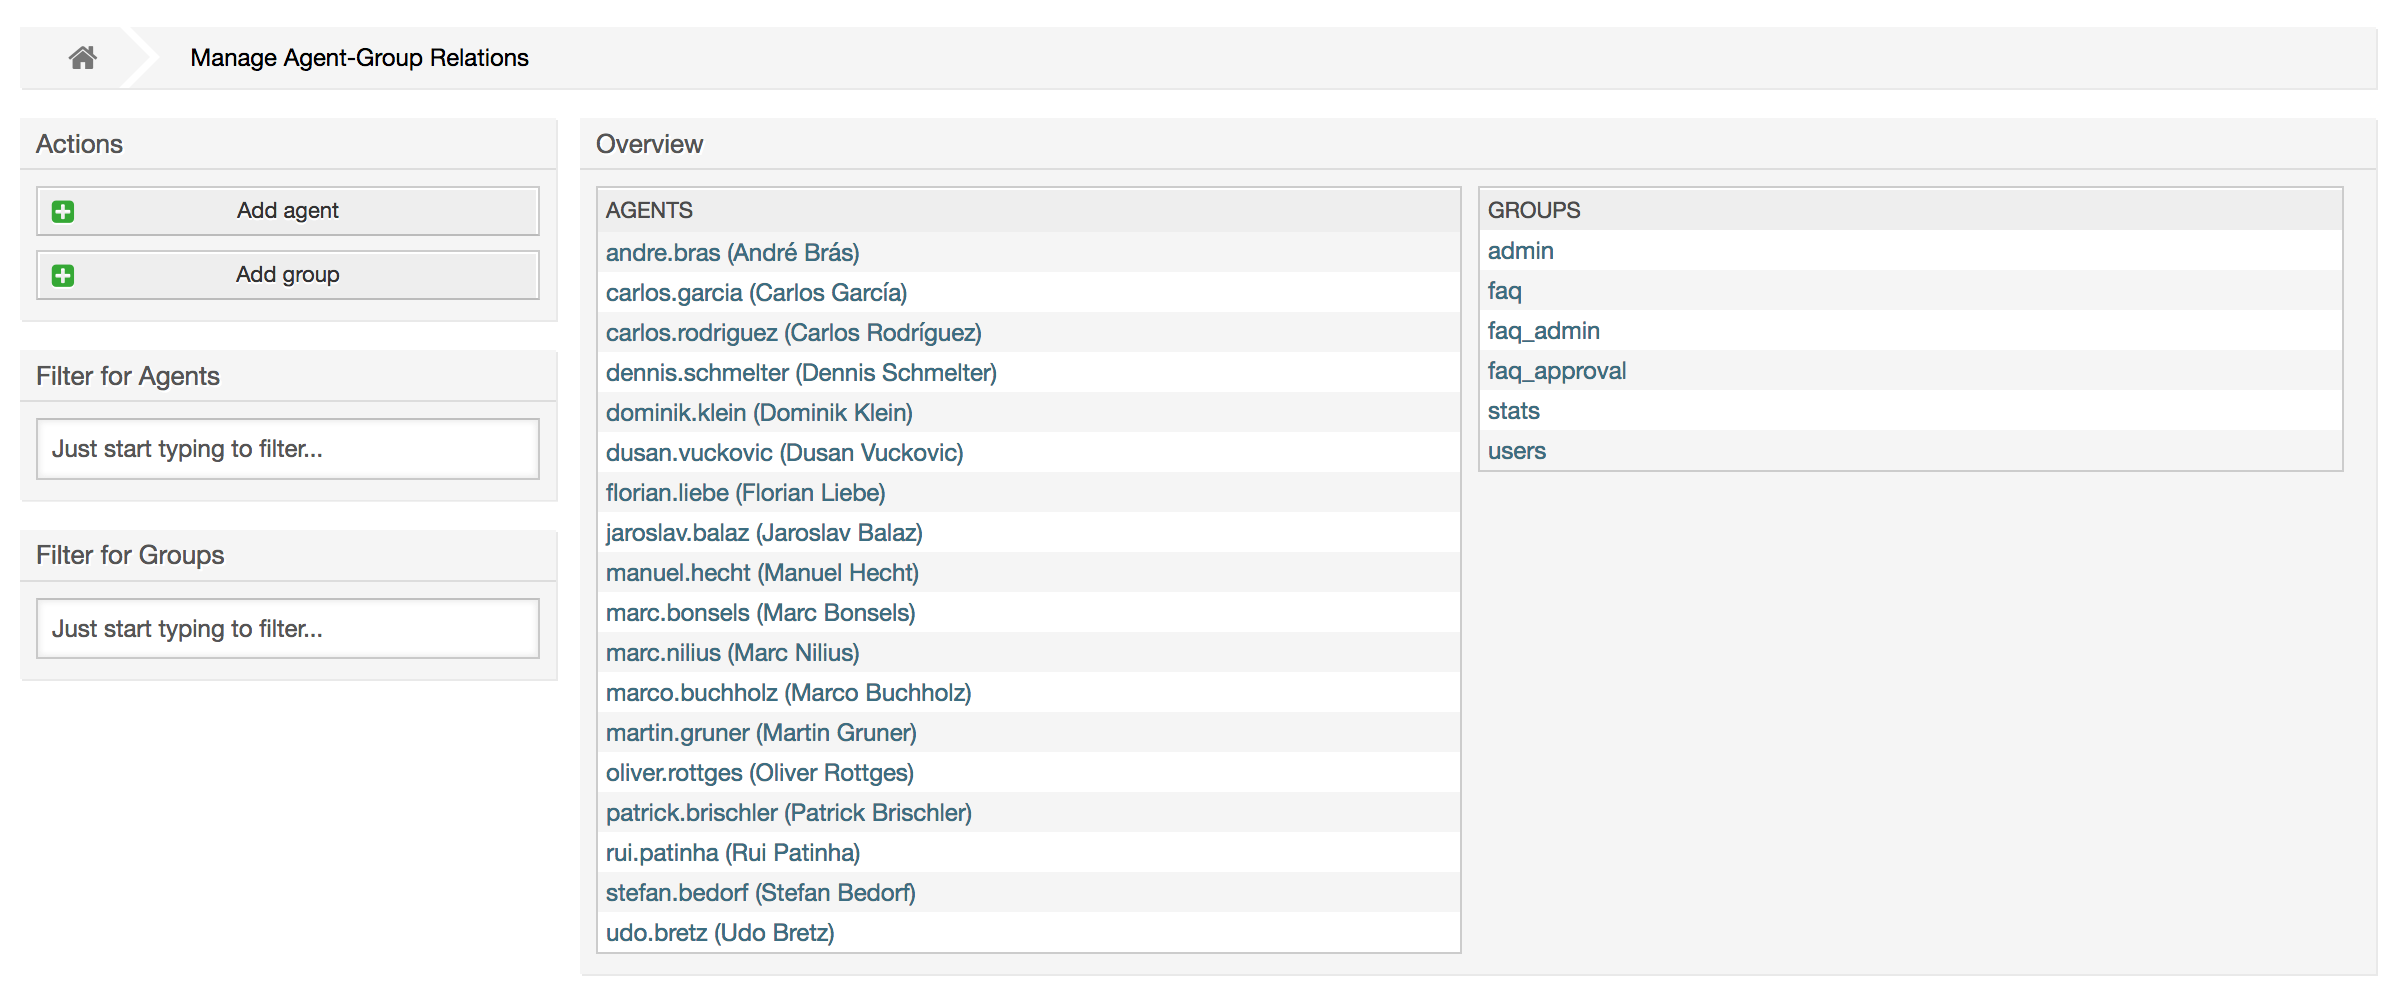 Manage Agent-Group Relations
Actions
Add agent
Add group
Filter for Agents
Just start typing to filter...
Filter for Groups
Just start typing to filter...
Overview
AGENTS
andre.bras (André Brás)
carlos.garcia (Carlos García)
carlos.rodriguez (Carlos Rodríguez)
dennis.schmelter (Dennis Schmelter)
dominik.klein (Dominik Klein)
dusan.vuckovic (Dusan Vuckovic)
florian.liebe (Florian Liebe)
jaroslav.balaz (Jaroslav Balaz)
manuel.hecht (Manuel Hecht)
marc.bonsels (Marc Bonsels)
marc.nilius (Marc Nilius)
marco.buchholz (Marco Buchholz)
martin.gruner (Martin Gruner)
oliver.rottges (Oliver Rottges)
patrick.brischler (Patrick Brischler)
rui.patinha (Rui Patinha)
stefan.bedorf (Stefan Bedorf)
udo.bretz (Udo Bretz)
GROUPS
admin
faq
faq_admin
faq_approval
stats
users